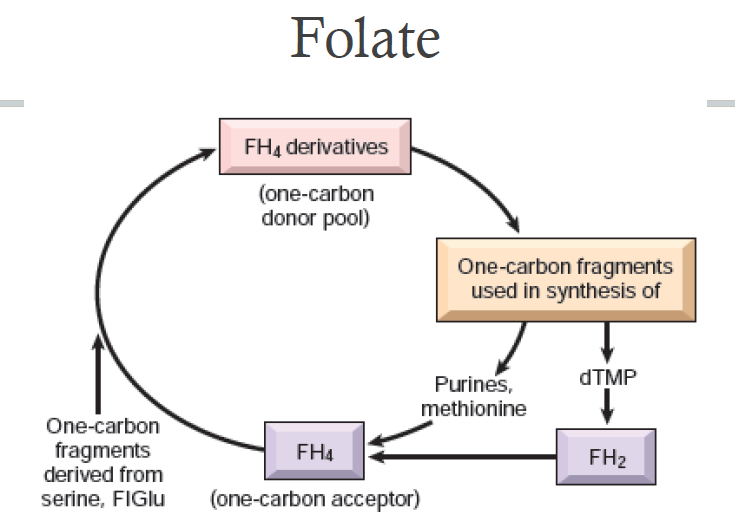 Folate
FH₄ derivatives
(one-carbon
donor pool)
One-carbon fragments
used in synthesis of
Purines,
methionine
dTMP
One-carbon
fragments
derived from
serine, FIGlu
FH₄
(one-carbon acceptor)
FH₂